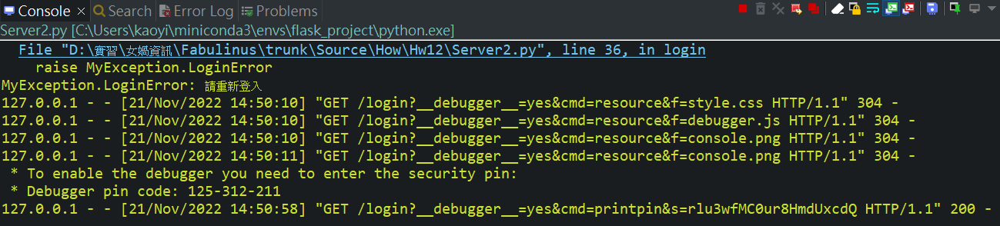 Console Search Error Log Problems
Server2.py [C:\Users\kaoyi\miniconda3\envs\flask_project\python.exe]
File "D:\實習\女媧資訊\Fabulinus\trunk\Source\How\Hw12\Server2.py", line 36, in login
raise MyException.LoginError
MyException.LoginError: 請重新登入
127.0.0.1 - - [21/Nov/2022 14:50:10] "GET /login?__debugger__=yes&cmd=resource&f=style.css HTTP/1.1" 304 -
127.0.0.1 - - [21/Nov/2022 14:50:10] "GET /login?__debugger__=yes&cmd=resource&f=debugger.js HTTP/1.1" 304 -
127.0.0.1 - - [21/Nov/2022 14:50:10] "GET /login?__debugger__=yes&cmd=resource&f=console.png HTTP/1.1" 304 -
127.0.0.1 - - [21/Nov/2022 14:50:11] "GET /login?__debugger__=yes&cmd=resource&f=console.png HTTP/1.1" 304 -
* To enable the debugger you need to enter the security pin:
* Debugger pin code: 125-312-211
127.0.0.1 - - [21/Nov/2022 14:50:58] "GET /login?__debugger__=yes&cmd=printpin&s=rlu3wfMC0ur8HmdUxcdQ HTTP/1.1" 200 -